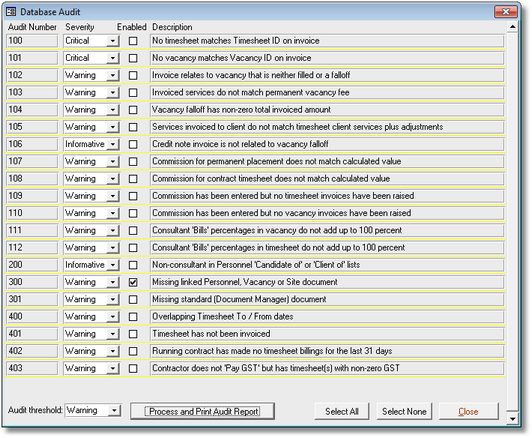 Database Audit
Audit Number Severity Enabled Description
100 Critical No timesheet matches Timesheet ID on invoice
101 Critical No vacancy matches Vacancy ID on invoice
102 Warning Invoice relates to vacancy that is neither filled or a falloff
103 Warning Invoiced services do not match permanent vacancy fee
104 Warning Vacancy falloff has non-zero total invoiced amount
105 Warning Services invoiced to client do not match timesheet client services plus adjustments
106 Informative Credit note invoice is not related to vacancy falloff
107 Warning Commission for permanent placement does not match calculated value
108 Warning Commission for contract timesheet does not match calculated value
109 Warning Commission has been entered but no timesheet invoices have been raised
110 Warning Commission has been entered but no vacancy invoices have been raised
111 Warning Consultant 'Bills' percentages in vacancy do not add up to 100 percent
112 Warning Consultant 'Bills' percentages in timesheet do not add up to 100 percent
200 Informative Non-consultant in Personnel 'Candidate of' or 'Client of' lists
300 Warning Missing linked Personnel, Vacancy or Site document
301 Warning Missing standard (Document Manager) document
400 Warning Overlapping Timesheet To / From dates
401 Warning Timesheet has not been invoiced
402 Warning Running contract has made no timesheet billings for the last 31 days
403 Warning Contractor does not 'Pay GST' but has timesheet(s) with non-zero GST
Audit threshold: Warning Process and Print Audit Report Select All Select None Close